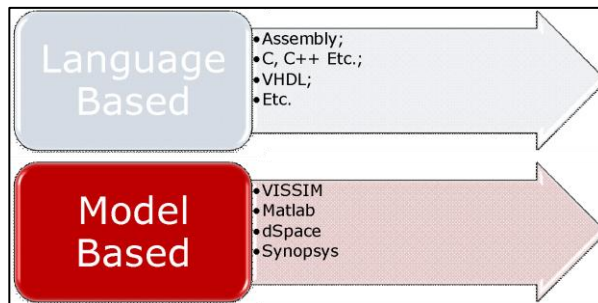 Language
Based
•Assembly;
•C, C++ Etc.;
•VHDL;
•Etc.
Model
Based
•VISSIM
•Matlab
•dSpace
•Synopsys